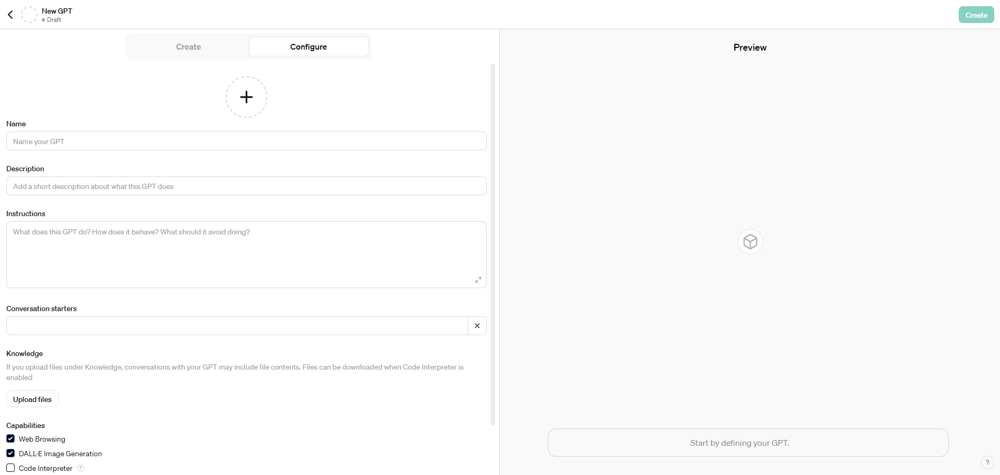 New GPT
Draft
Create
Create
Configure
Preview
Name
Name your GPT
Description
Add a short description about what this GPT does
Instructions
What does this GPT do? How does it behave? What should it avoid doing?
Conversation starters
Knowledge
If you upload files under Knowledge, conversations with your GPT may include file contents. Files can be downloaded when Code Interpreter is
enabled
Upload files
Capabilities
Web Browsing
DALL·E Image Generation
Code Interpreter ?
Start by defining your GPT.
?